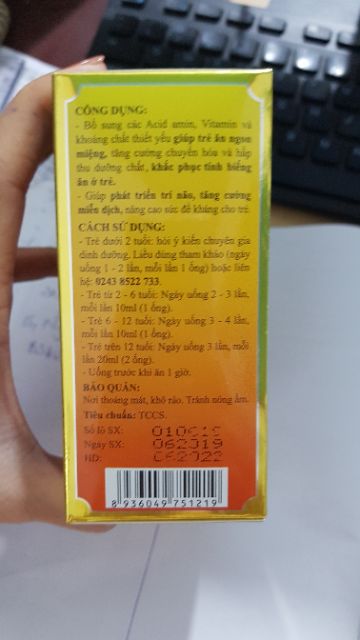 CÔNG DỤNG:
- Bổ sung các Acid amin, Vitamin và
khoáng chất thiết yếu giúp trẻ ăn ngon
miệng, tăng cường chuyển hóa và hấp
thu dưỡng chất, khắc phục tình biếng
ăn ở trẻ.
- Giúp phát triển trí não, tăng cường
miễn dịch, nâng cao sức đề kháng cho trẻ
CÁCH SỬ DỤNG:
- Trẻ dưới 2 tuổi: hỏi ý kiến chuyên gia
dinh dưỡng. Liều dùng tham khảo (ngày
uống 1 - 2 lần, mỗi lần 1 ống) hoặc liên
hệ: 0243 8522 733.
- Trẻ từ 2 - 6 tuổi: Ngày uống 2 - 3 lần,
mỗi lần 10ml (1 ống).
- Trẻ 6 - 12 tuổi: Ngày uống 3 - 4 lần,
mỗi lần 10ml (1 ống).
- Trẻ trên 12 tuổi: Ngày uống 3 lần, mỗi
lần 20ml (2 ống).
- Uống trước khi ăn 1 giờ.
BẢO QUẢN:
Nơi thoáng mát, khô ráo. Tránh nóng ẩm.
Tiêu chuẩn: TCCS.
Số lô SX: 010619
Ngày SX: 062019
HD: 062022
8 936049 751219